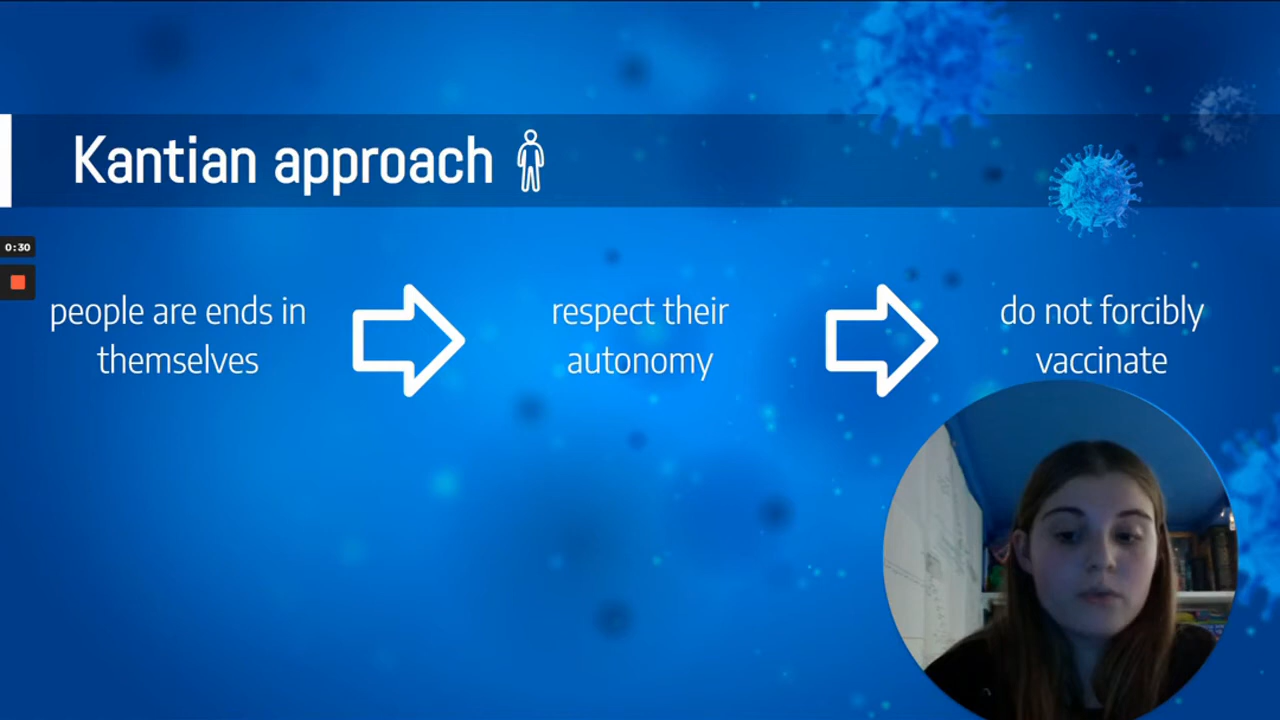 Kantian approach
0:30
people are ends in
themselves
respect their
autonomy
do not forcibly
vaccinate